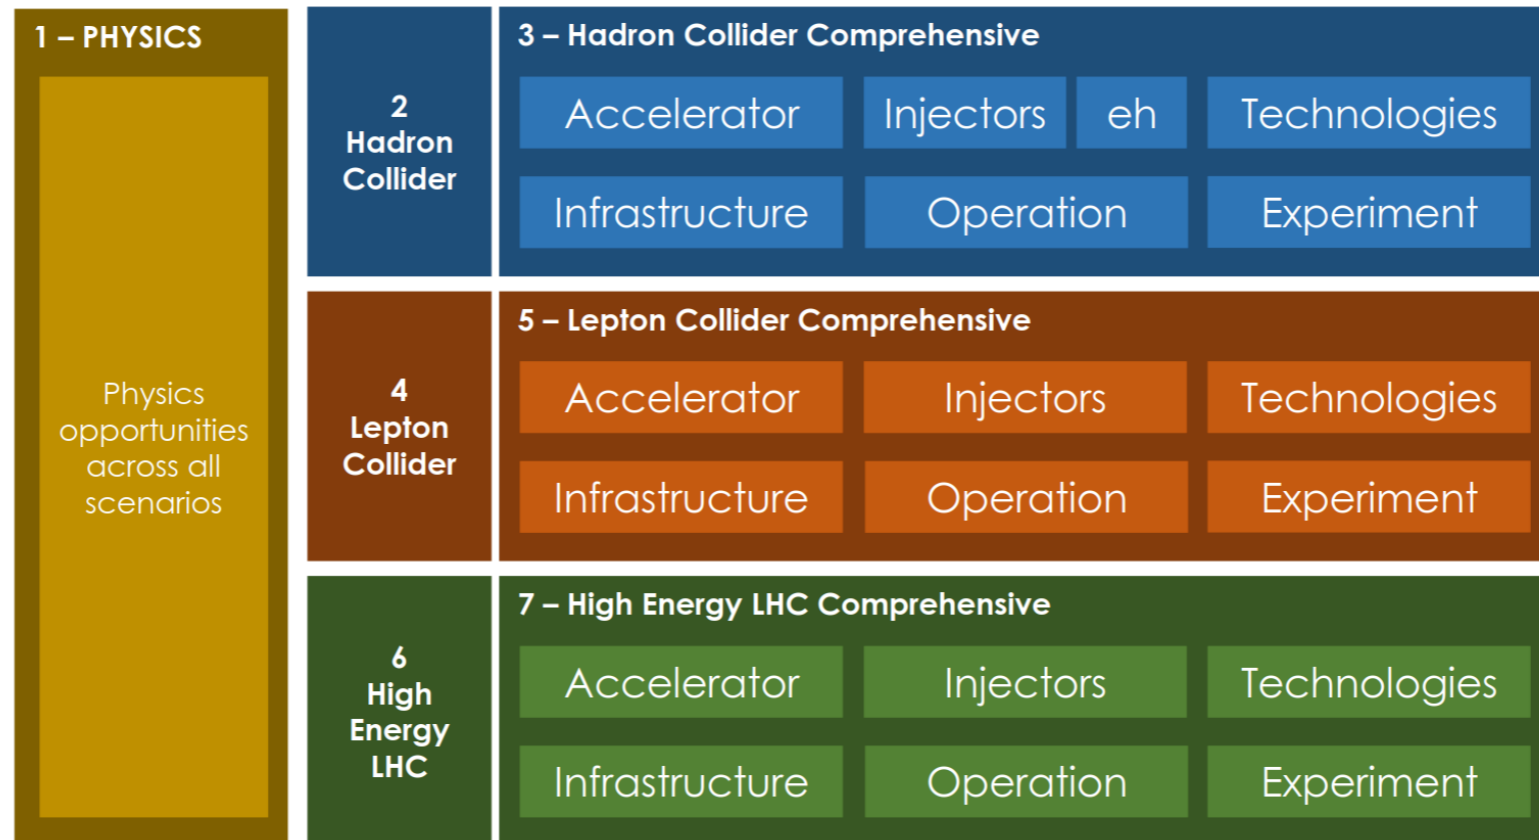 1 – PHYSICS
Physics
opportunities
across all
scenarios
2
Hadron
Collider
3 – Hadron Collider Comprehensive
Accelerator
Injectors
eh
Technologies
Infrastructure
Operation
Experiment
4
Lepton
Collider
5 – Lepton Collider Comprehensive
Accelerator
Injectors
Technologies
Infrastructure
Operation
Experiment
6
High
Energy
LHC
7 – High Energy LHC Comprehensive
Accelerator
Injectors
Technologies
Infrastructure
Operation
Experiment